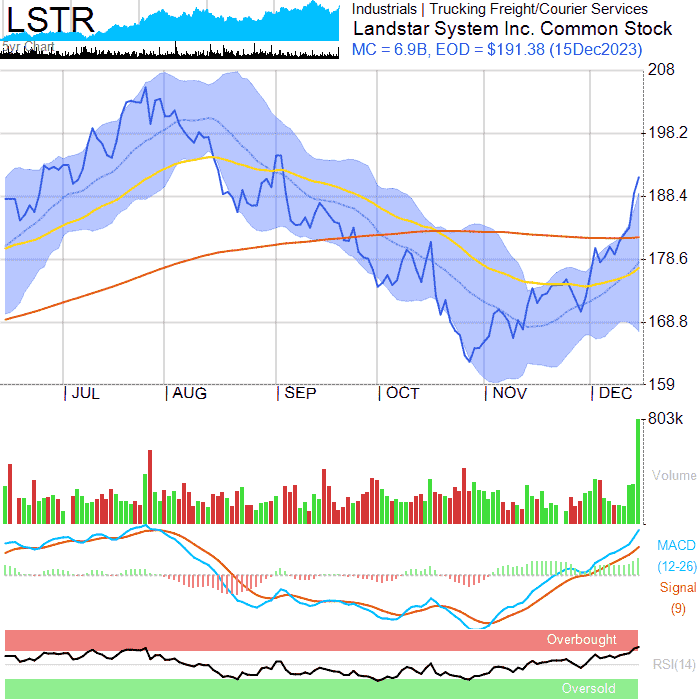 LSTR
5yr Chart
Industrials | Trucking Freight/Courier Services
Landstar System Inc. Common Stock
MC = 6.9B, EOD = $191.38 (15Dec2023)
208
198.2
188.4
178.6
168.8
159
JUL
AUG
SEP
OCT
NOV
DEC
803k
Volume
MACD
(12-26)
Signal
(9)
Overbought
RSI(14)
Oversold